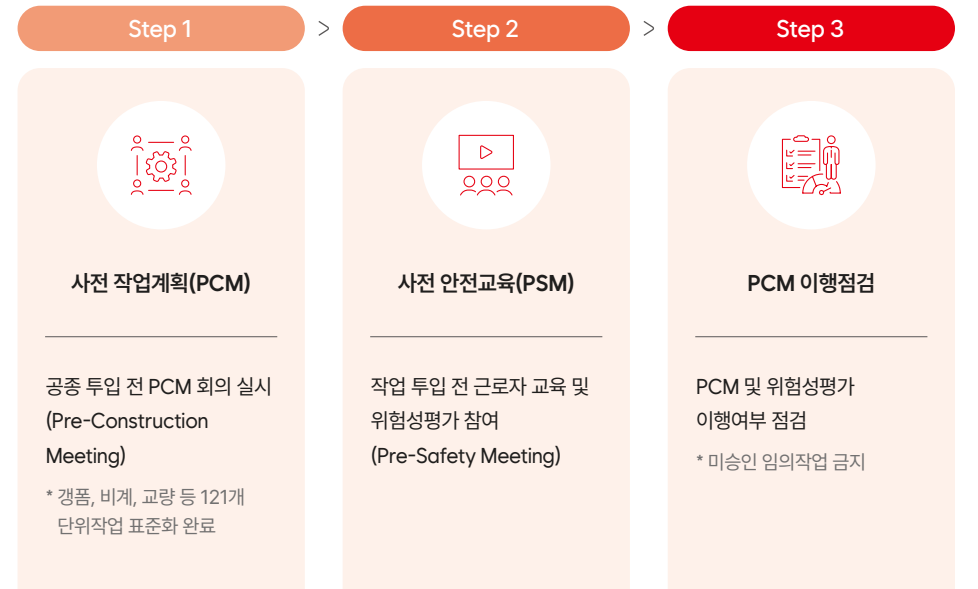 Step 1
>
Step 2
>
Step 3
사전 작업계획(PCM)
공종 투입 전 PCM 회의 실시
(Pre-Construction
Meeting)
* 갱폼, 비계, 교량 등 121개
단위작업 표준화 완료
사전 안전교육(PSM)
작업 투입 전 근로자 교육 및
위험성평가 참여
(Pre-Safety Meeting)
PCM 이행점검
PCM 및 위험성평가
이행여부 점검
* 미승인 임의작업 금지